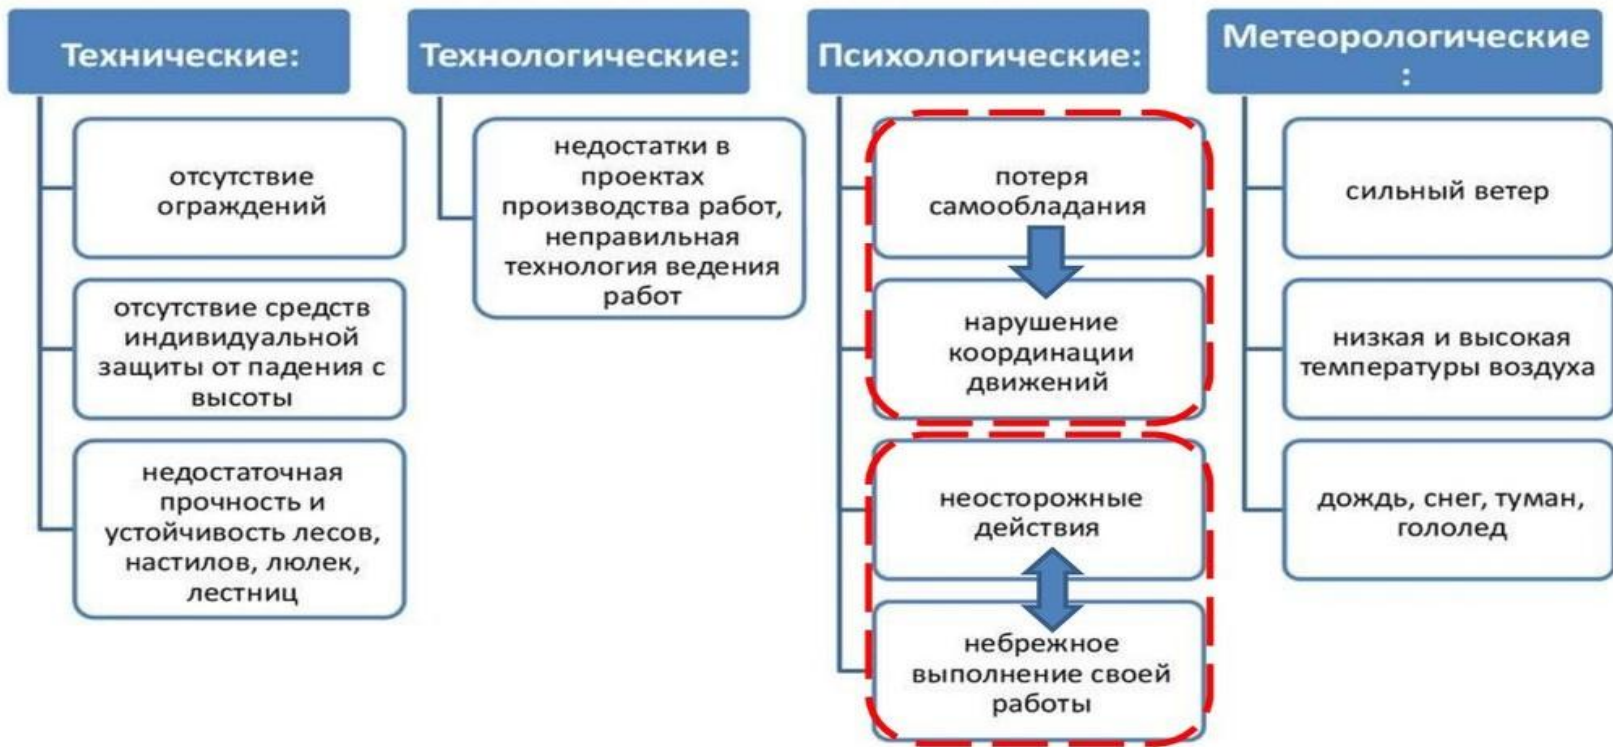 Технические:
отсутствие
ограждений
отсутствие средств
индивидуальной
защиты от падения с
высоты
недостаточная
прочность и
устойчивость лесов,
настилов, люлек,
лестниц
Технологические:
недостатки в
проектах
производства работ,
неправильная
технология ведения
работ
Психологические:
потеря
самообладания
нарушение
координации
движений
неосторожные
действия
небрежное
выполнение своей
работы
Метеорологические
:
сильный ветер
низкая и высокая
температуры воздуха
дождь, снег, туман,
гололед